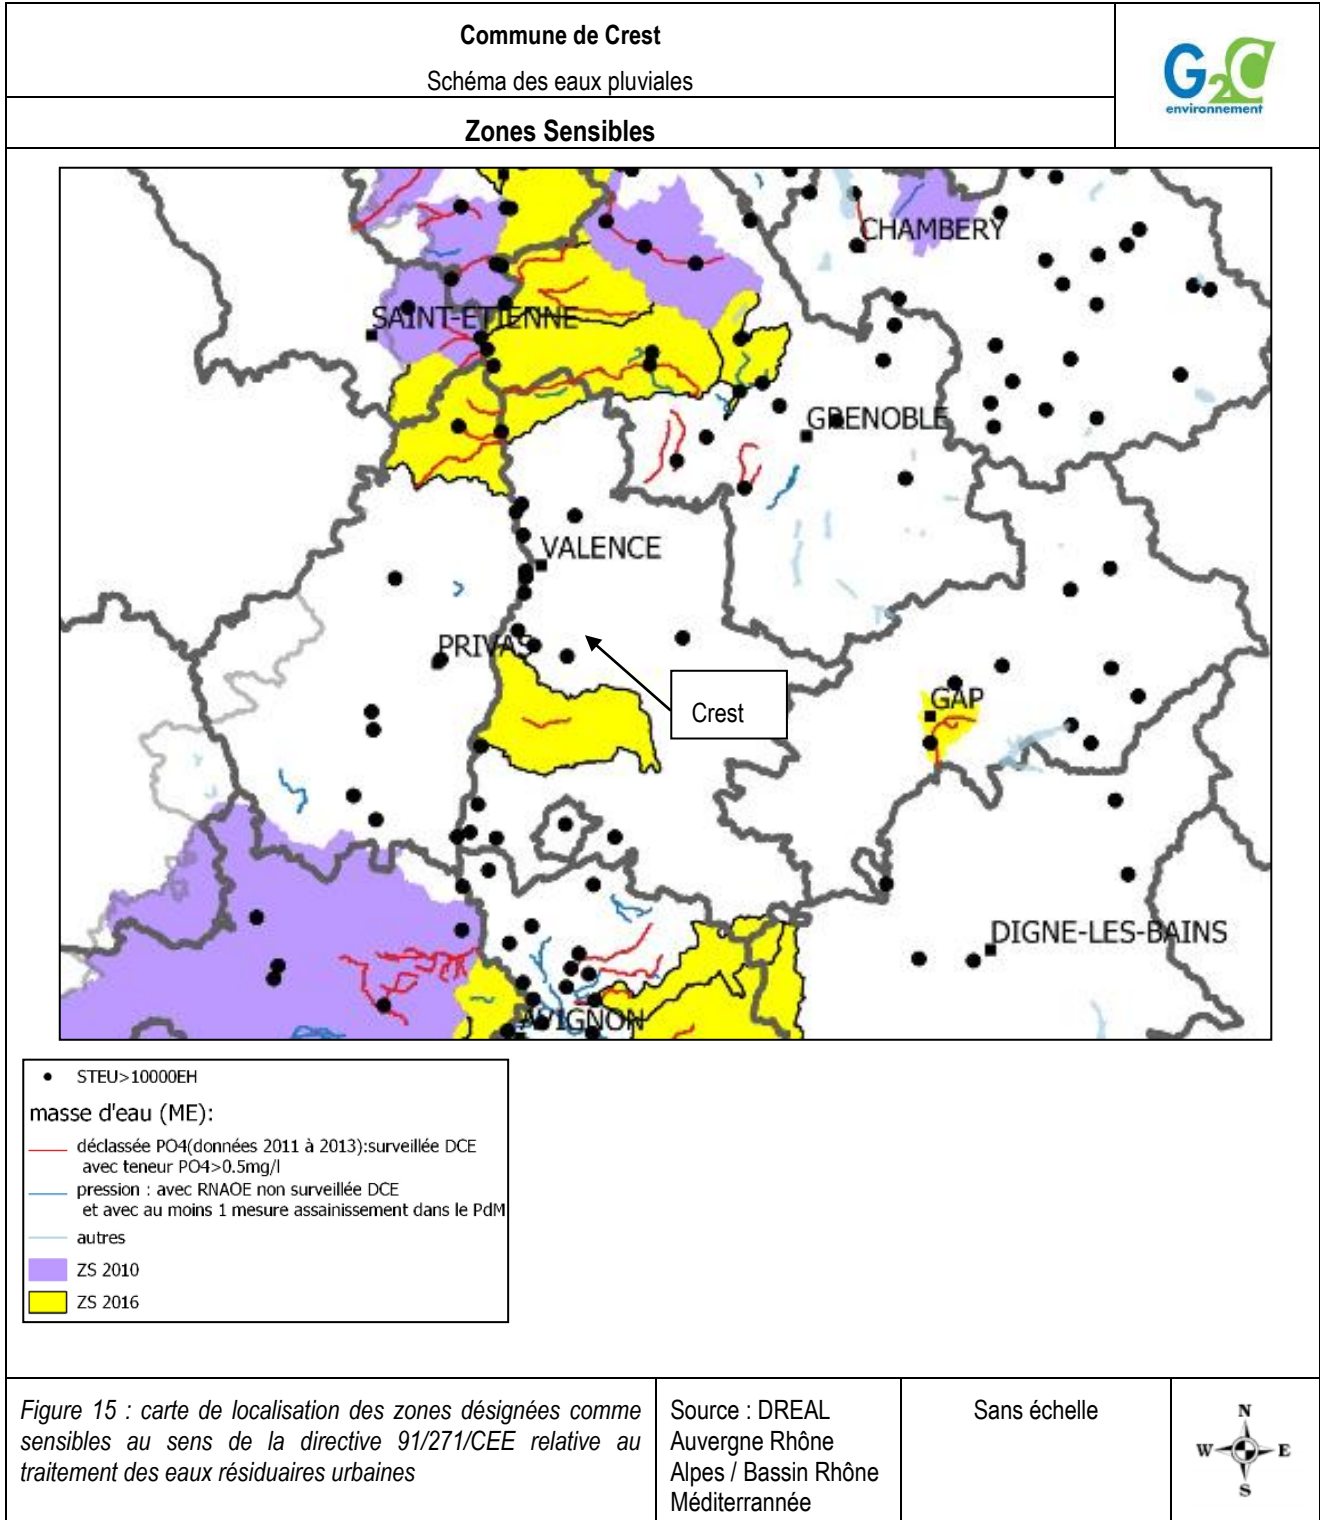 Commune de Crest
Schéma des eaux pluviales
G2C
environnement
Zones Sensibles
CHAMBERY
SAINT-ETIENNE
GRENOBLE
VALENCE
PRIVAS
Crest
GAP
DIGNE-LES-BAINS
AVIGNON
STEU>10000EH
masse d'eau (ME):
déclassée PO4(données 2011 à 2013):surveillée DCE
avec teneur PO4>0.5mg/l
pression : avec RNAOE non surveillée DCE
et avec au moins 1 mesure assainissement dans le PdM
autres
ZS 2010
ZS 2016
Figure 15 : carte de localisation des zones désignées comme
sensibles au sens de la directive 91/271/CEE relative au
traitement des eaux résiduaires urbaines
Source : DREAL
Auvergne Rhône
Alpes / Bassin Rhône
Méditerrannée
Sans échelle
N
W E
S